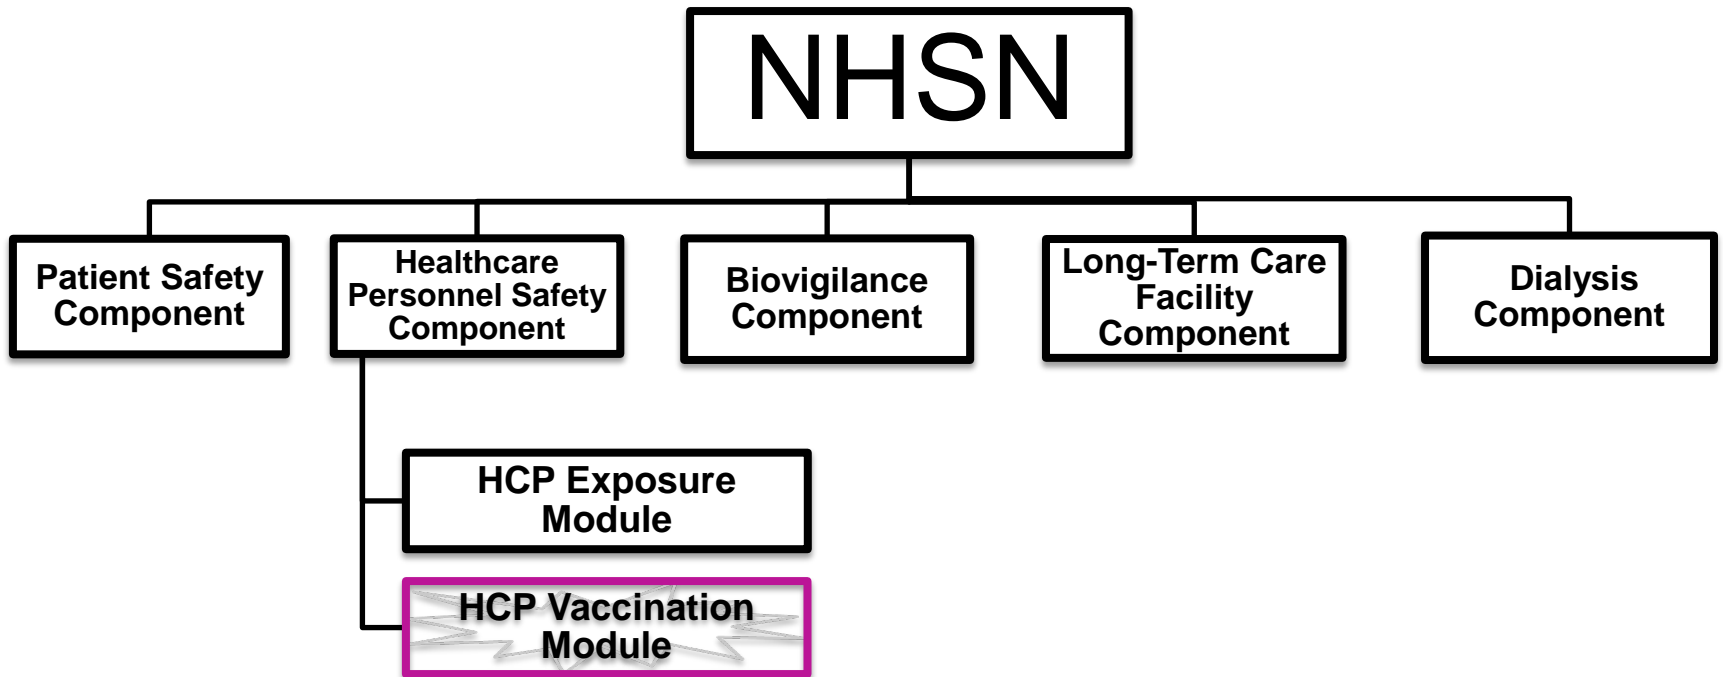 NHSN
Patient Safety
Component
Healthcare
Personnel Safety
Component
Biovigilance
Component
Long-Term Care
Facility
Component
Dialysis
Component
HCP Exposure
Module
HCP Vaccination
Module